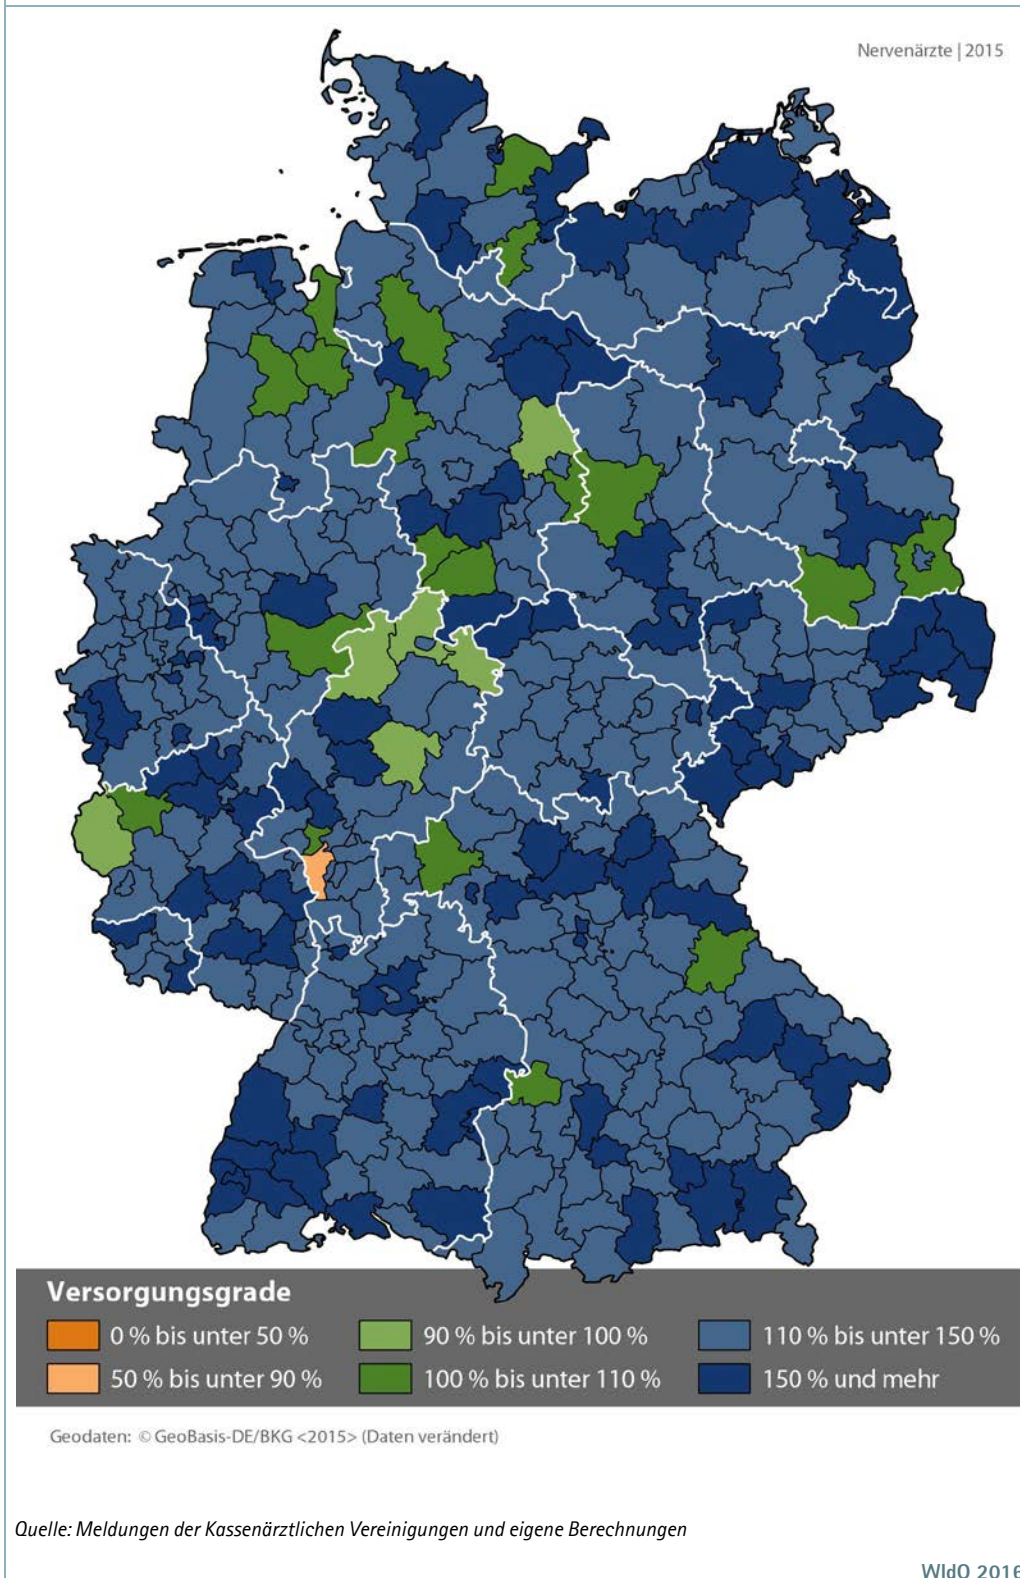 Nervenärzte | 2015
Versorgungsgrade
0 % bis unter 50 %
90 % bis unter 100 %
110 % bis unter 150 %
50 % bis unter 90 %
100 % bis unter 110 %
150 % und mehr
Geodaten: © GeoBasis-DE/BKG <2015> (Daten verändert)
Quelle: Meldungen der Kassenärztlichen Vereinigungen und eigene Berechnungen
WIdO 2016